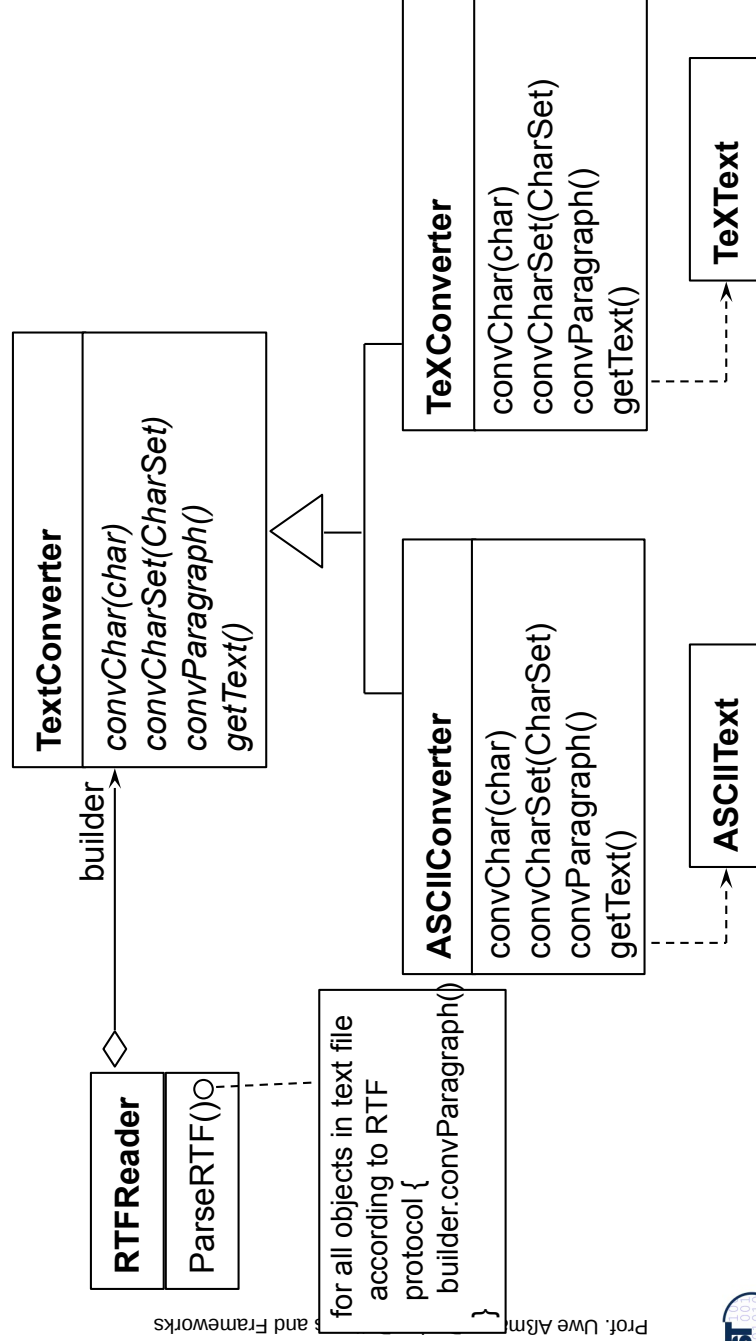 builder
TextConverter
convChar(char)
convCharSet(CharSet)
convParagraph()
getText()
RTFReader
ParseRTF()
for all objects in text file
according to RTF
protocol {
builder.convParagraph()
}
ASCIIConverter
convChar(char)
convCharSet(CharSet)
convParagraph()
getText()
TeXConverter
convChar(char)
convCharSet(CharSet)
convParagraph()
getText()
ASCIIText
TeXText
Prof. Uwe
and Frameworks